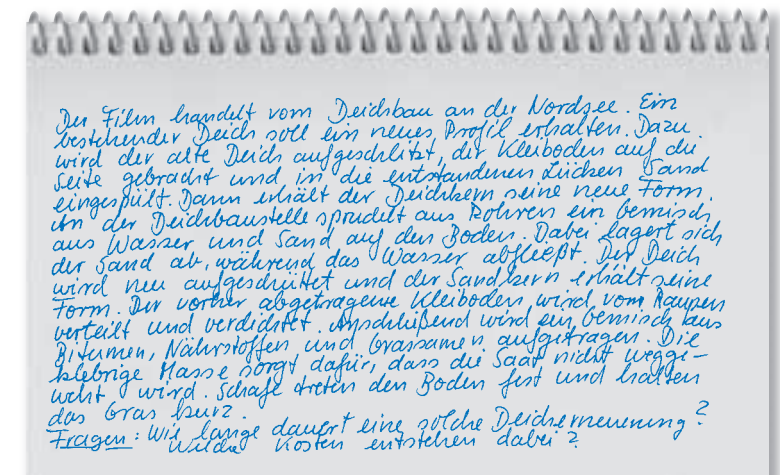 Der Film handelt vom Deichbau an der Nordsee. Ein
bestehender Deich soll ein neues Profil erhalten. Dazu
wird der alte Deich aufgeschlitzt, der Kleiboden auf die
Seite gebracht und in die entstandenen Lücken Sand
eingespült. Dann erhält der Deichkern seine neue Form.
An der Deichbaustelle sprudelt aus Rohren ein Gemisch
aus Wasser und Sand auf den Boden. Dabei lagert sich
der Sand ab, während das Wasser abfließt. Der Deich
wird neu aufgeschüttet und der Sandkern erhält seine
Form. Der vorher abgetragene Kleiboden wird vom Raupen
verteilt und verdichtet. Anschließend wird ein Gemisch aus
Bitumen, Nährstoffen und Grassamen aufgetragen. Die
klebrige Masse sorgt dafür, dass die Saat nicht wegge-
weht wird. Schafe treten den Boden fest und halten
das Gras kurz.
Fragen: Wie lange dauert eine solche Deicherneuerung?
Welche Kosten entstehen dabei?